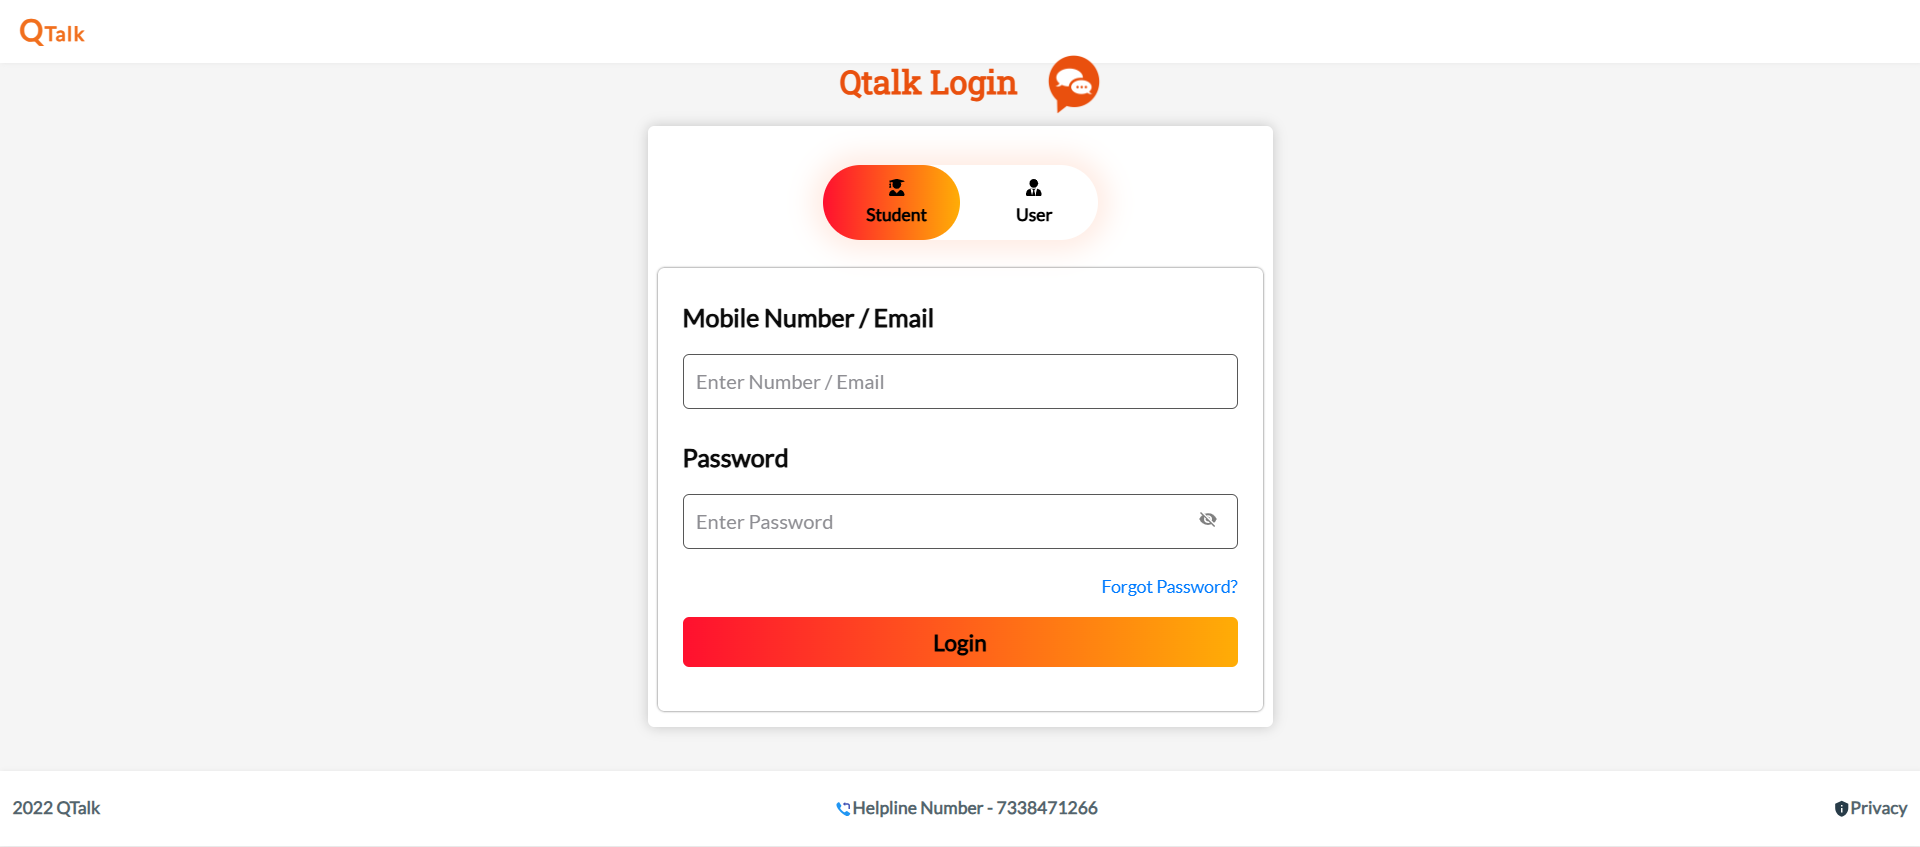 QTalk
Qtalk Login
Student
User
Mobile Number / Email
Enter Number / Email
Password
Enter Password
Forgot Password?
Login
2022 QTalk
Helpline Number - 7338471266
Privacy